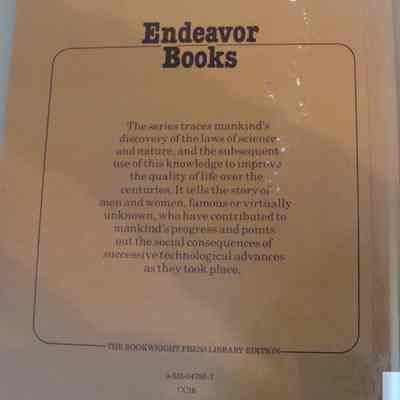 Endeavor
Books
The series traces mankind's
discovery of the laws of science
and nature, and the subsequent
use of this knowledge to improve
the quality of life over the
centuries. It tells the story of
men and women, famous or virtually
unknown, who have contributed to
mankind's progress and points
out the social consequences of
successive technological advances
as they took place.
THE BOOKWRIGHT PRESS LIBRARY EDITION